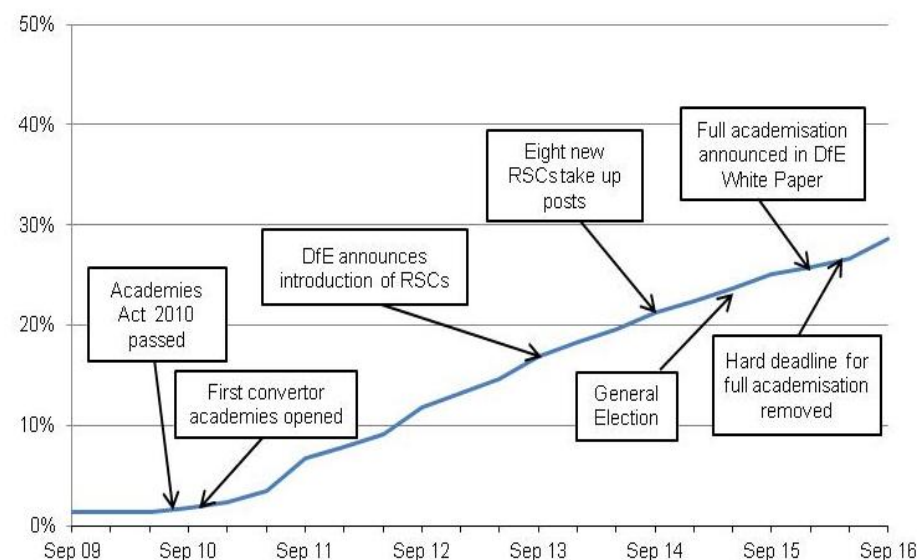 50%
40%
30%
20%
10%
0%
Full academisation
announced in DfE
White Paper
Eight new
RSCs take up
posts
DfE announces
introduction of RSCs
Academies
Act 2010
passed
First convertor
academies opened
General
Election
Hard deadline for
full academisation
removed
Sep 09 Sep 10 Sep 11 Sep 12 Sep 13 Sep 14 Sep 15 Sep 16